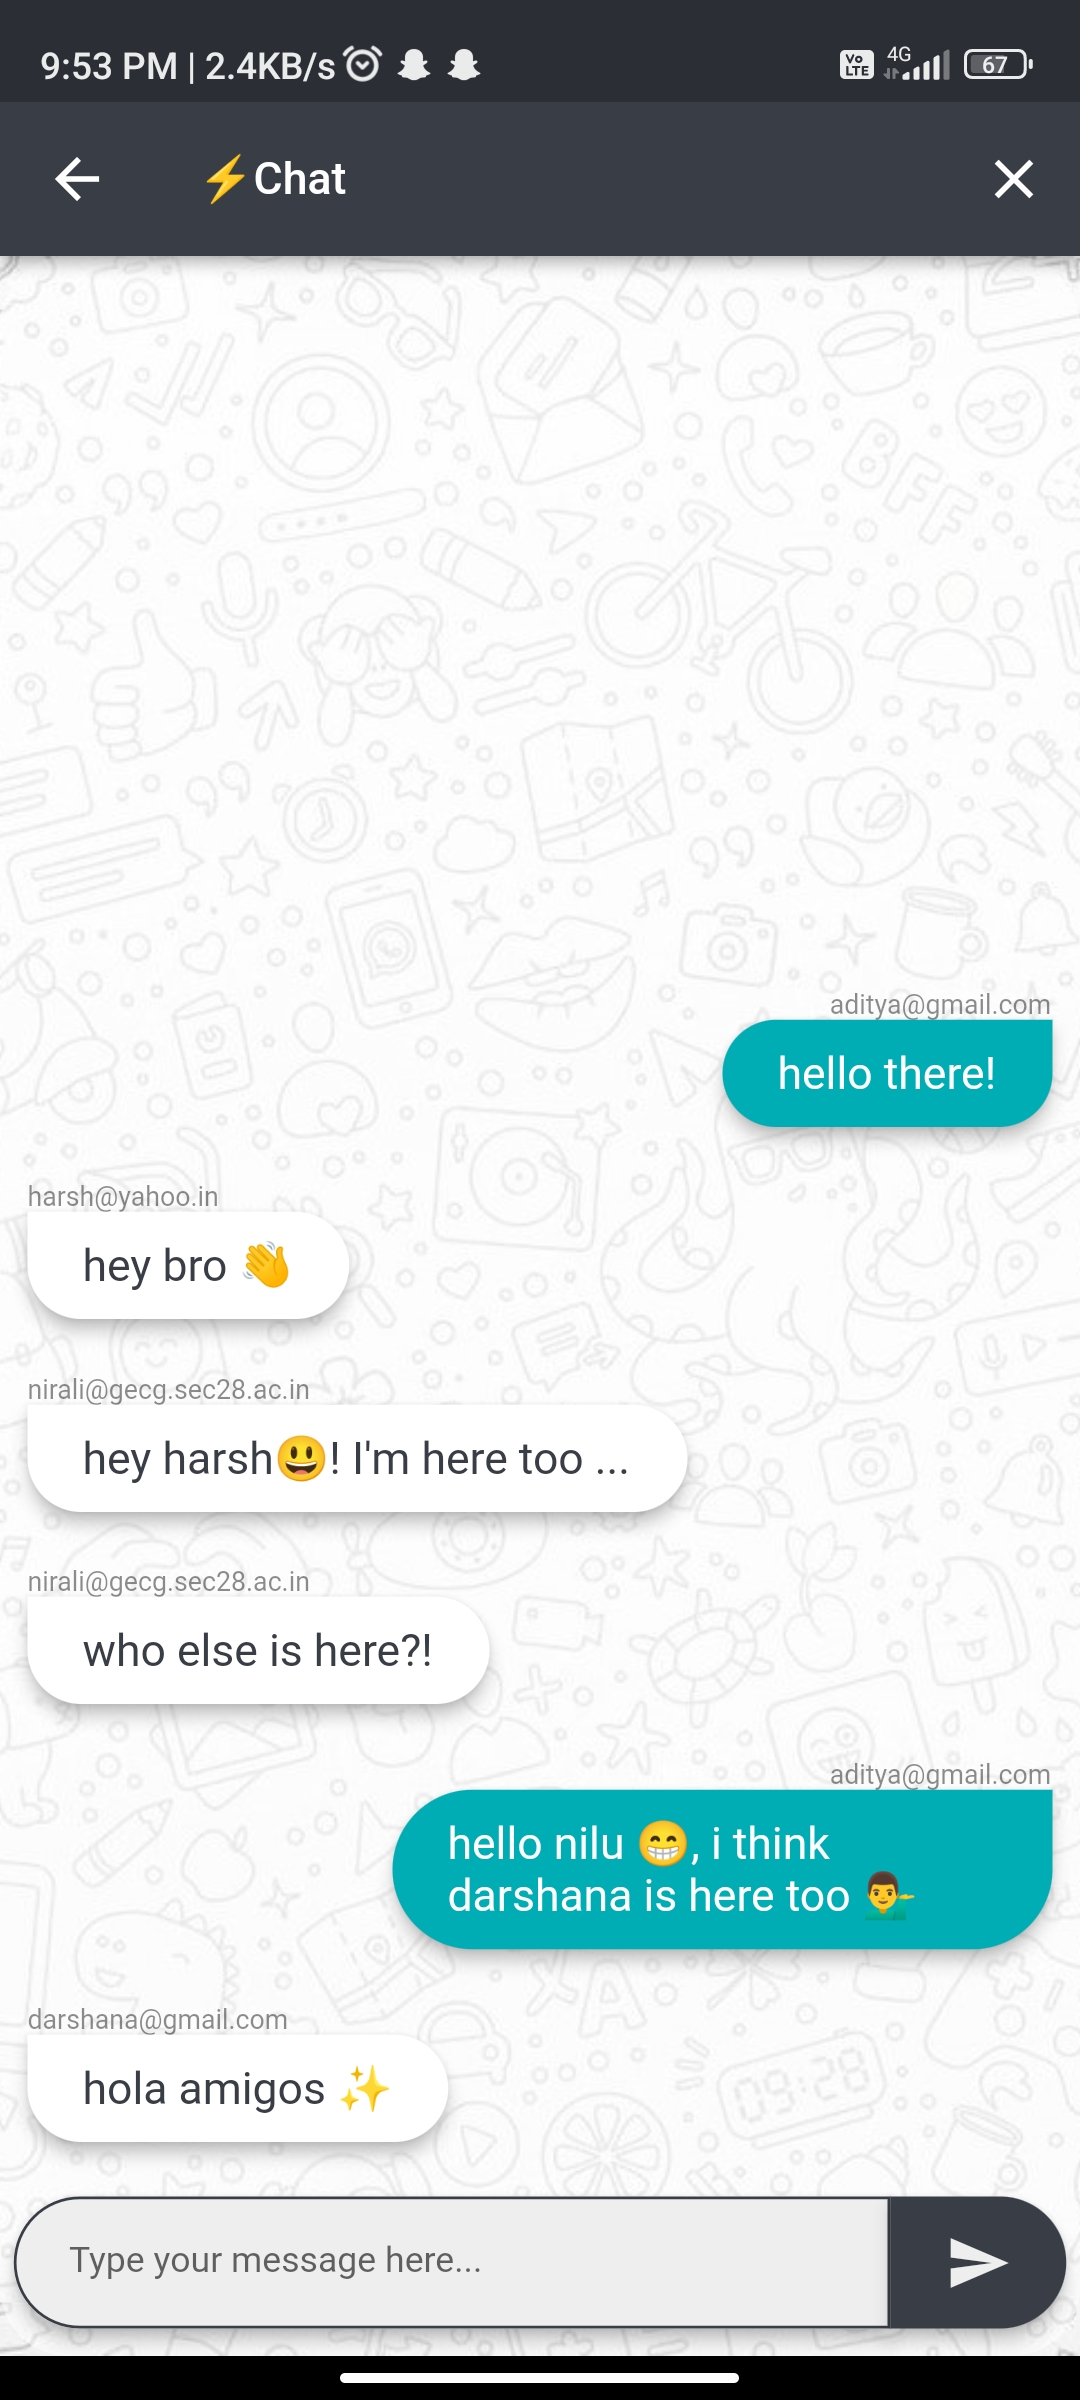 9:53 PM | 2.4KB/s
Vo LTE 4G 67
⚡Chat
aditya@gmail.com
hello there!
harsh@yahoo.in
hey bro 👋
nirali@gecg.sec28.ac.in
hey harsh😃! I'm here too ...
nirali@gecg.sec28.ac.in
who else is here?!
aditya@gmail.com
hello nilu 😁, i think
darshana is here too 💁‍♂️
darshana@gmail.com
hola amigos ✨
Type your message here...